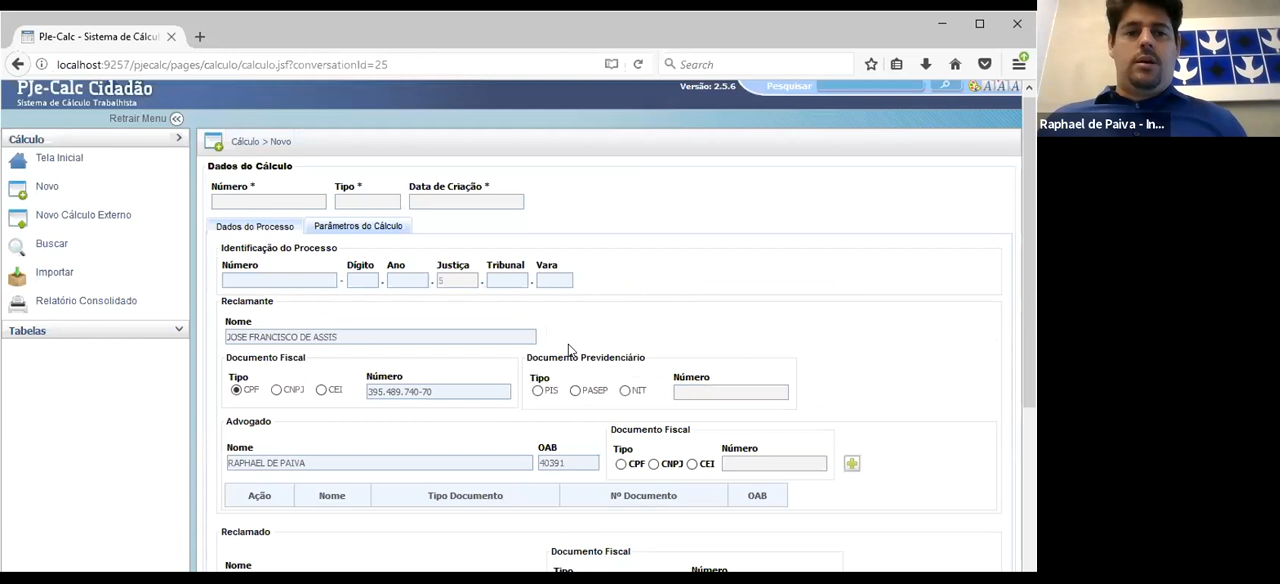 PJe-Calc - Sistema de Cálcu
localhost:9257/pjecalc/pages/calculo/calculo.jsf?conversationId=25
Search
PJe-Calc Cidadão
Sistema de Cálculo Trabalhista
Versão: 2.5.6
Pesquisar
A A A
Retrair Menu
Cálculo
Tela Inicial
Novo
Novo Cálculo Externo
Buscar
Importar
Relatório Consolidado
Tabelas
Cálculo > Novo
Dados do Cálculo
Número * Tipo * Data de Criação *
Dados do Processo Parâmetros do Cálculo
Identificação do Processo
Número Dígito Ano Justiça Tribunal Vara
- . . 5 . .
Reclamante
Nome
JOSE FRANCISCO DE ASSIS
Documento Fiscal
Tipo Número
CPF CNPJ CEI 395.489.740-70
Documento Previdenciário
Tipo Número
PIS PASEP NIT
Advogado
Nome OAB
RAPHAEL DE PAIVA 40391
Documento Fiscal
Tipo Número
CPF CNPJ CEI
Ação Nome Tipo Documento Nº Documento OAB
Reclamado
Nome
Documento Fiscal
Tipo Número
Raphael de Paiva - In...